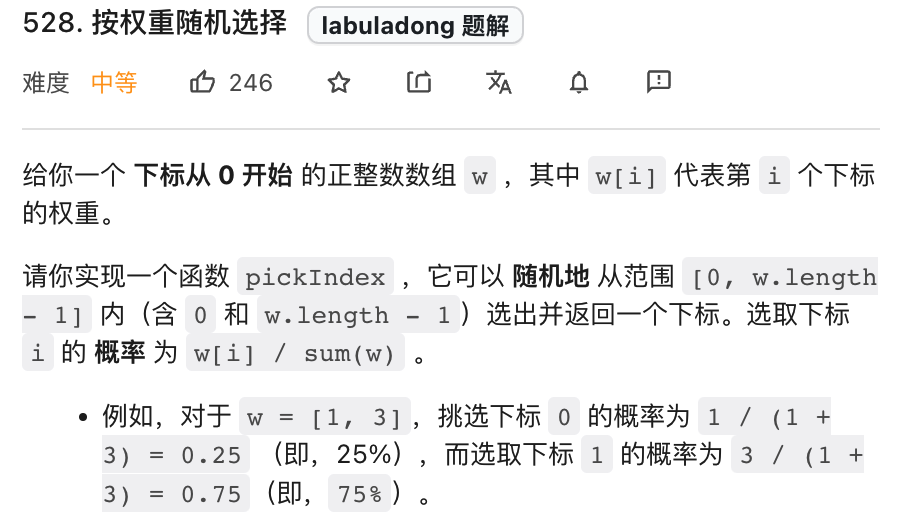 528. 按权重随机选择 labuladong 题解
难度 中等 246
给你一个 下标从 0 开始 的正整数数组 w ，其中 w[i] 代表第 i 个下标
的权重。
请你实现一个函数 pickIndex ，它可以 随机地 从范围 [0, w.length
- 1] 内（含 0 和 w.length - 1）选出并返回一个下标。选取下标
i 的 概率 为 w[i] / sum(w) 。
• 例如，对于 w = [1, 3]，挑选下标 0 的概率为 1 / (1 +
3) = 0.25 （即，25%），而选取下标 1 的概率为 3 / (1 +
3) = 0.75（即，75%）。